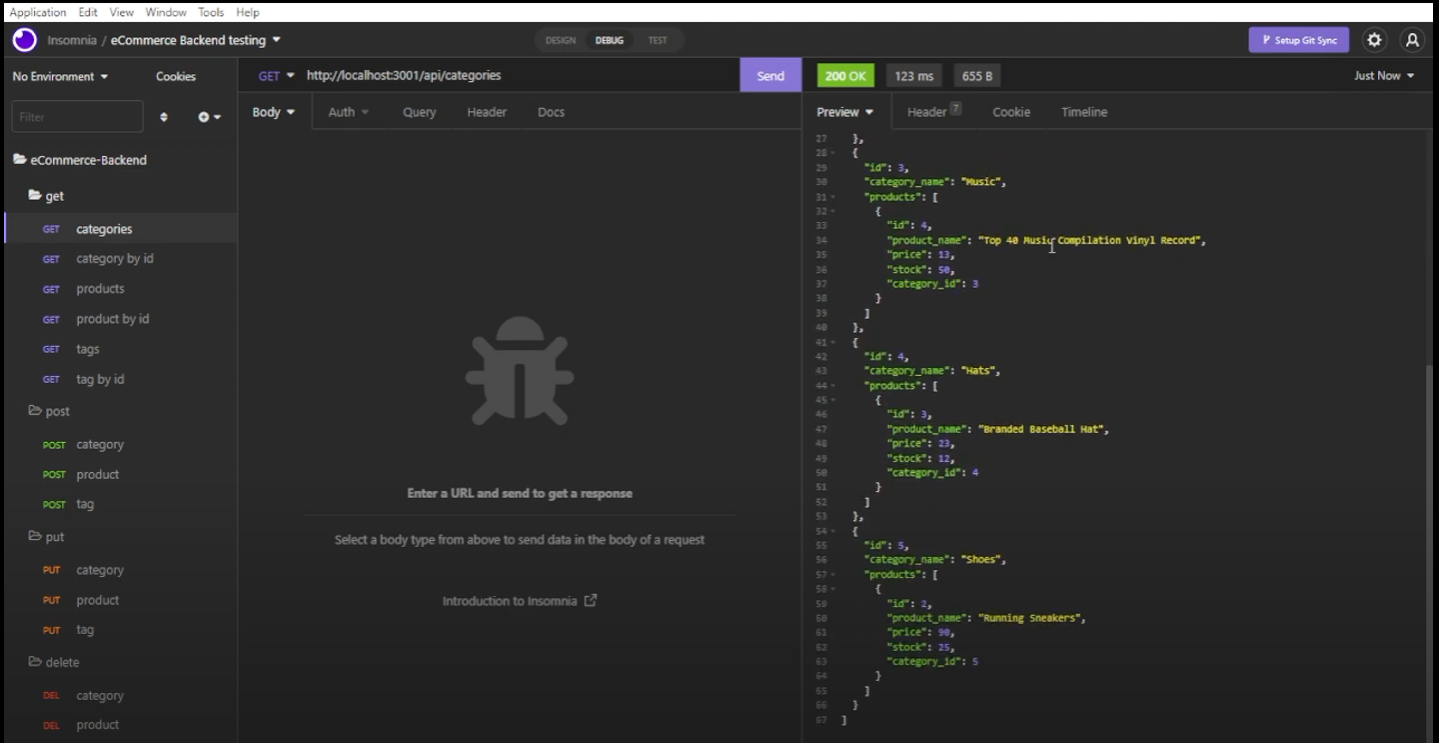 Application Edit View Window Tools Help
Insomnia / eCommerce Backend testing
DESIGN DEBUG TEST
Setup Git Sync
No Environment
Cookies
GET http://localhost:3001/api/categories
Send
200 OK 123 ms 655 B
Just Now
Filter
Body Auth Query Header Docs
Preview Header 7 Cookie Timeline
eCommerce-Backend
get
GET categories
GET category by id
GET products
GET product by id
GET tags
GET tag by id
post
POST category
POST product
POST tag
put
PUT category
PUT product
PUT tag
delete
DEL category
DEL product
Enter a URL and send to get a response
Select a body type from above to send data in the body of a request
Introduction to Insomnia
27 },
28 {
29 "id": 3,
30 "category_name": "Music",
31 "products": [
32 {
33 "id": 4,
34 "product_name": "Top 40 Music Compilation Vinyl Record",
35 "price": 13,
36 "stock": 50,
37 "category_id": 3
38 }
39 ]
40 },
41 {
42 "id": 4,
43 "category_name": "Hats",
44 "products": [
45 {
46 "id": 3,
47 "product_name": "Branded Baseball Hat",
48 "price": 23,
49 "stock": 12,
50 "category_id": 4
51 }
52 ]
53 },
54 {
55 "id": 5,
56 "category_name": "Shoes",
57 "products": [
58 {
59 "id": 2,
60 "product_name": "Running Sneakers",
61 "price": 90,
62 "stock": 25,
63 "category_id": 5
64 }
65 ]
66 }
67 ]